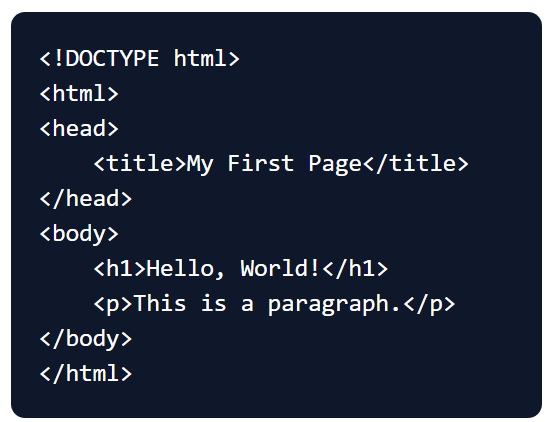 <!DOCTYPE html>
<html>
<head>
    <title>My First Page</title>
</head>
<body>
    <h1>Hello, World!</h1>
    <p>This is a paragraph.</p>
</body>
</html>